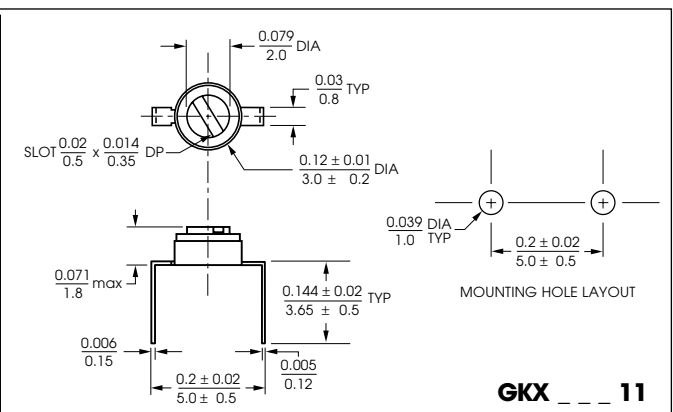 0.079 DIA
2.0
0.03 TYP
0.8
SLOT 0.02 x 0.014 DP
0.5 0.35
0.12 ± 0.01 DIA
3.0 ± 0.2
0.039 DIA
1.0 TYP
0.2 ± 0.02
5.0 ± 0.5
MOUNTING HOLE LAYOUT
0.071 max
1.8
0.144 ± 0.02 TYP
3.65 ± 0.5
0.006
0.15
0.005
0.12
0.2 ± 0.02
5.0 ± 0.5
GKX _ _ _ 11